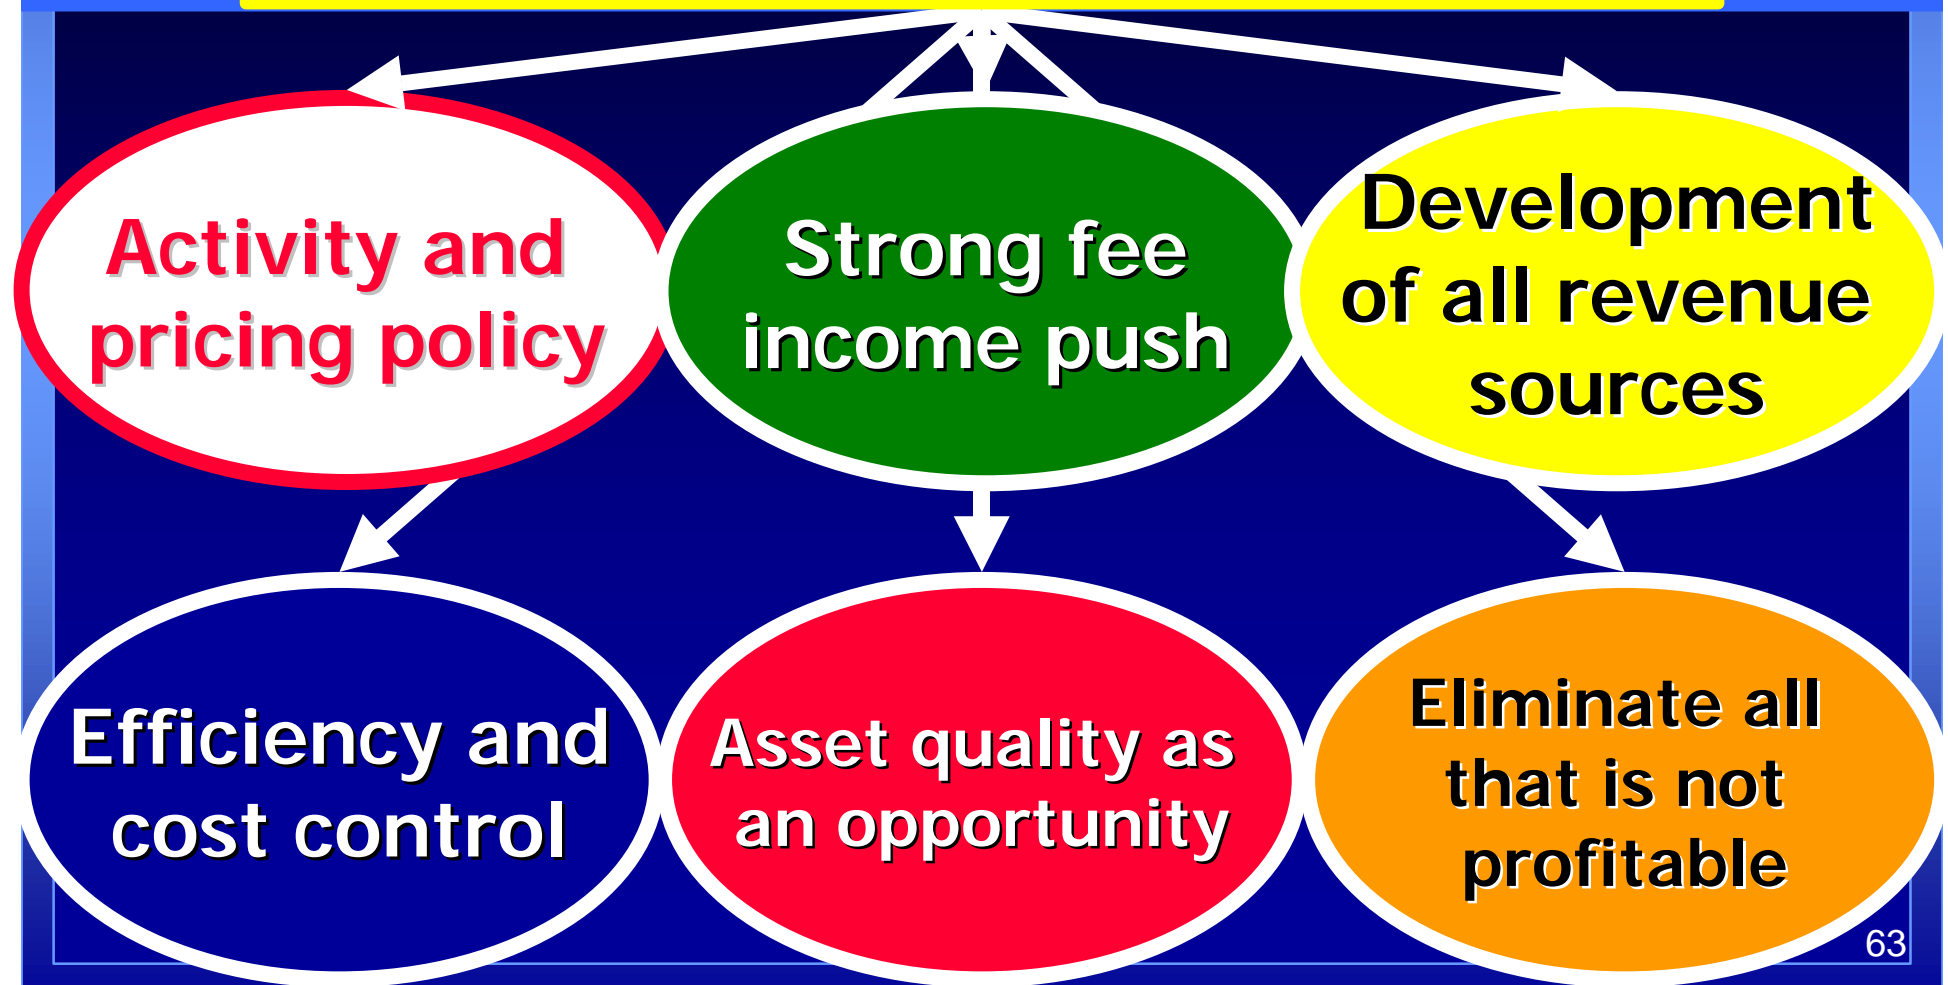 Activity and
pricing policy
Strong fee
income push
Development
of all revenue
sources
Efficiency and
cost control
Asset quality as
an opportunity
Eliminate all
that is not
profitable
63